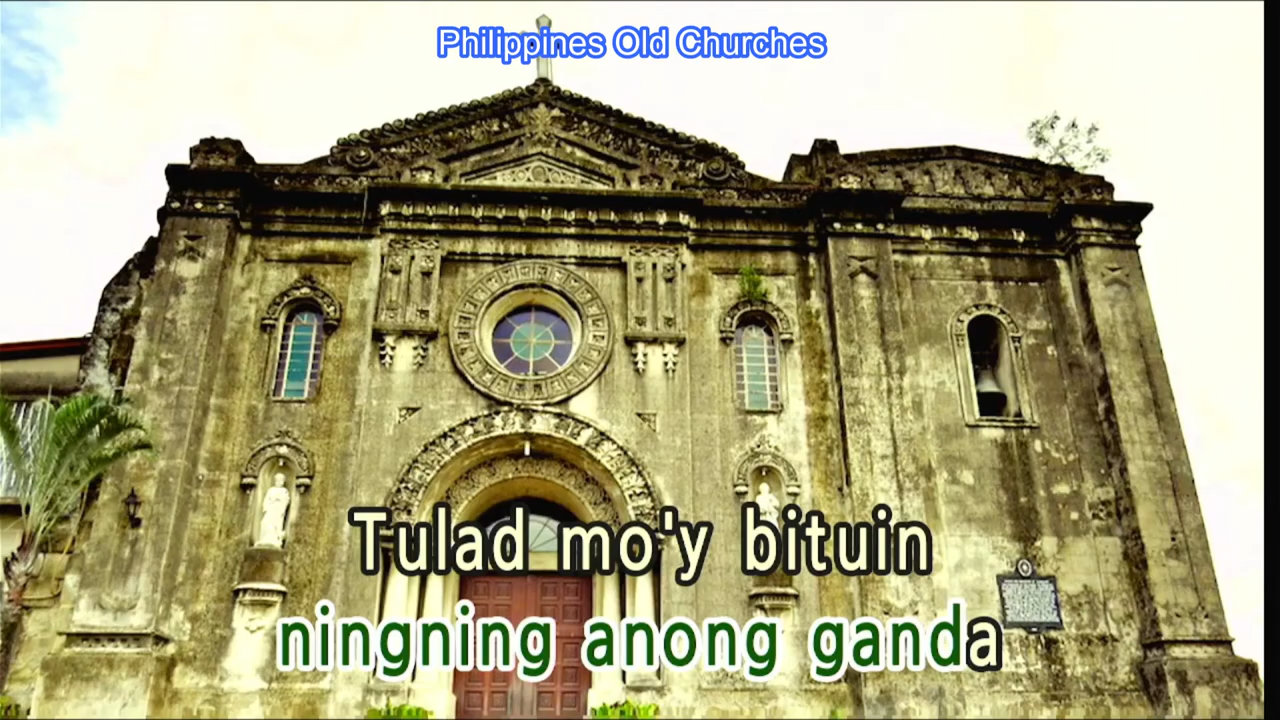 Philippines Old Churches
Tulad mo'y bituin
ningning anong ganda